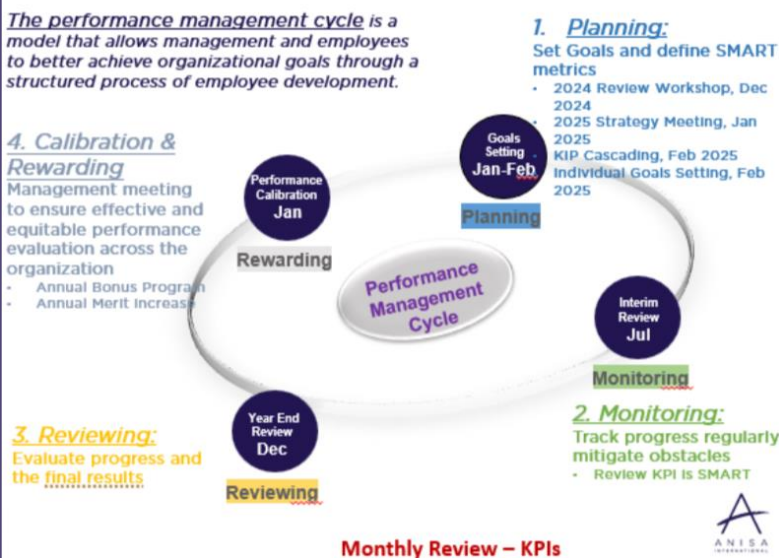 The performance management cycle is a
model that allows management and employees
to better achieve organizational goals through a
structured process of employee development.
1. Planning:
Set Goals and define SMART
metrics
• 2024 Review Workshop, Dec
2024
• 2025 Strategy Meeting, Jan
2025
• KIP Cascading, Feb 2025
• Individual Goals Setting, Feb
2025
Goals
Setting
Jan-Feb
Planning
4. Calibration &
Rewarding
Management meeting
to ensure effective and
equitable performance
evaluation across the
organization
• Annual Bonus Program
• Annual Merit Increase
Performance
Calibration
Jan
Rewarding
Performance
Management
Cycle
Interim
Review
Jul
Monitoring
2. Monitoring:
Track progress regularly
mitigate obstacles
• Review KPI is SMART
3. Reviewing:
Evaluate progress and
the final results
Year End
Review
Dec
Reviewing
ANISA
INTERNATIONAL
Monthly Review – KPIs